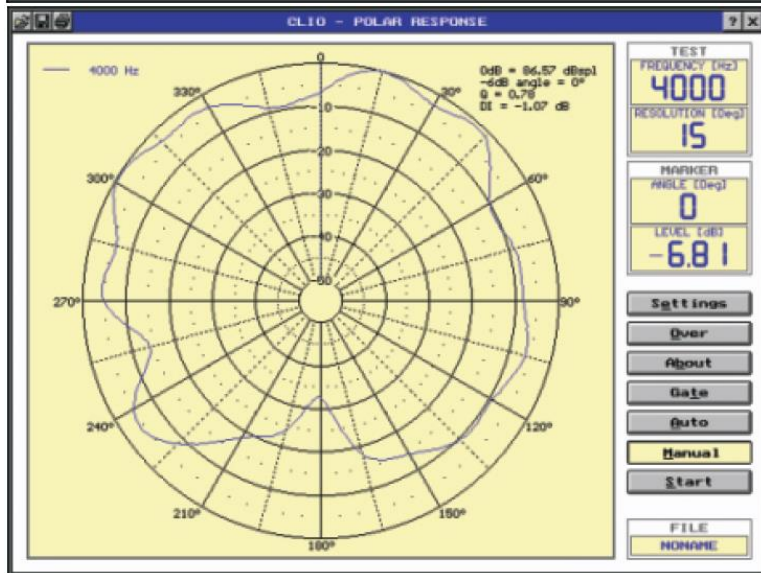 CLIO - POLAR RESPONSE
? X
4000 Hz
0dB = 86.57 dBspl
-6dB angle = 0°
Q = 0.78
DI = -1.07 dB
0
330°
30°
-10
-20
300°
60°
-30
-40
-50
270°
90°
240°
120°
210°
150°
180°
TEST
FREQUENCY [Hz]
4000
RESOLUTION [Deg]
15
MARKER
ANGLE [Deg]
0
LEVEL [dB]
-6.81
Settings
Over
About
Gate
Auto
Manual
Start
FILE
NONAME